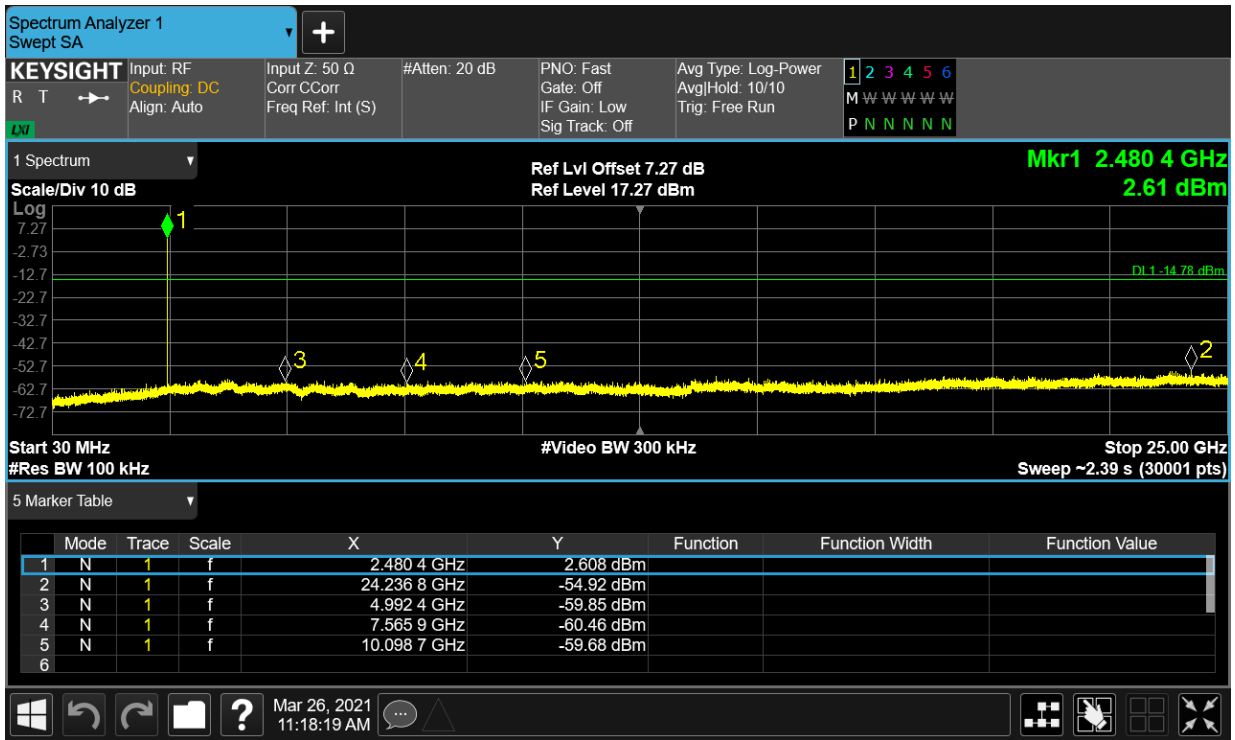 Spectrum Analyzer 1
Swept SA
KEYSIGHT
R T
LXI
Input: RF
Coupling: DC
Align: Auto
Input Z: 50 Ω
Corr CCorr
Freq Ref: Int (S)
#Atten: 20 dB
PNO: Fast
Gate: Off
IF Gain: Low
Sig Track: Off
Avg Type: Log-Power
Avg|Hold: 10/10
Trig: Free Run
1 2 3 4 5 6
M W W W W W
P N N N N N
1 Spectrum
Scale/Div 10 dB
Ref Lvl Offset 7.27 dB
Ref Level 17.27 dBm
Mkr1 2.480 4 GHz
2.61 dBm
Log
7.27
-2.73
-12.7
-22.7
-32.7
-42.7
-52.7
-62.7
-72.7
1
3
4
5
2
DL1 -14.78 dBm
Start 30 MHz
#Video BW 300 kHz
Stop 25.00 GHz
#Res BW 100 kHz
Sweep ~2.39 s (30001 pts)
5 Marker Table
Mode Trace Scale X Y Function Function Width Function Value
1 N 1 f 2.480 4 GHz 2.608 dBm
2 N 1 f 24.236 8 GHz -54.92 dBm
3 N 1 f 4.992 4 GHz -59.85 dBm
4 N 1 f 7.565 9 GHz -60.46 dBm
5 N 1 f 10.098 7 GHz -59.68 dBm
6
?
Mar 26, 2021
11:18:19 AM